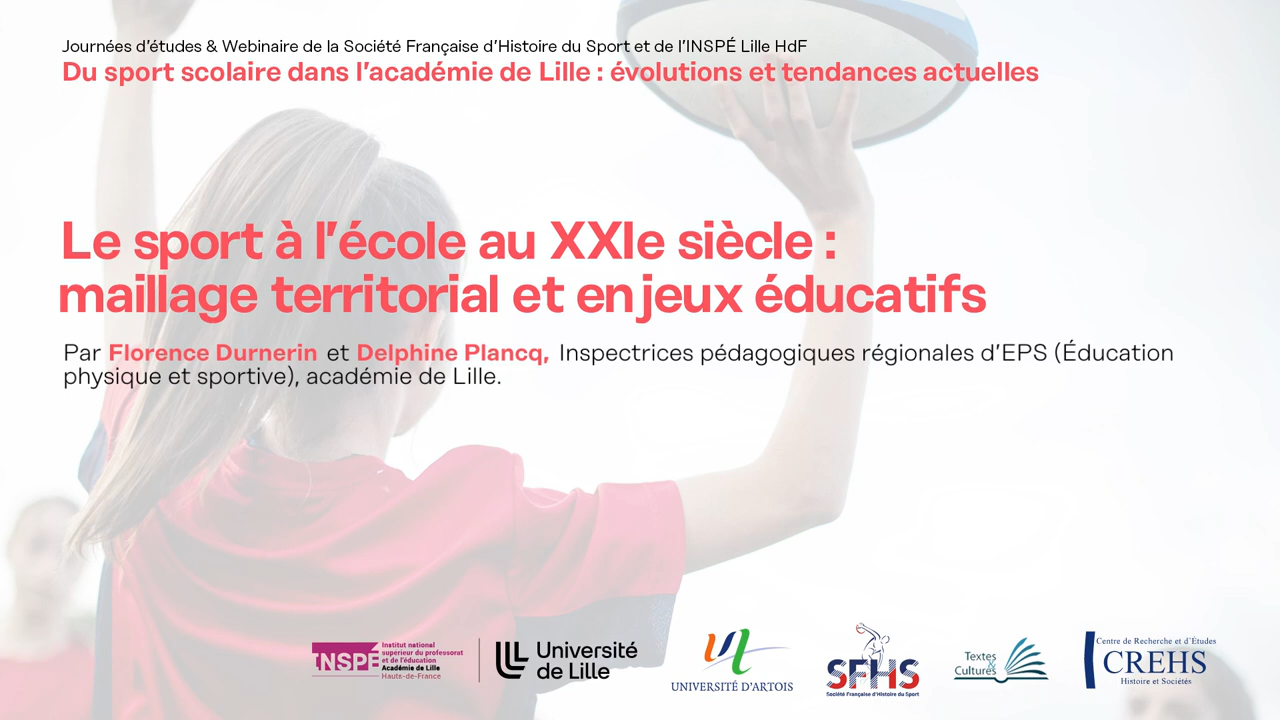 Journées d'études & Webinaire de la Société Française d'Histoire du Sport et de l'INSPÉ Lille HdF
Du sport scolaire dans l'académie de Lille : évolutions et tendances actuelles
Le sport à l'école au XXIe siècle :
maillage territorial et enjeux éducatifs
Par Florence Durnerin et Delphine Plancq, Inspectrices pédagogiques régionales d'EPS (Éducation
physique et sportive), académie de Lille.
INSPÉ
Institut national
supérieur du professorat
et de l'éducation
Académie de Lille
Hauts-de-France
Université
de Lille
UNIVERSITÉ D'ARTOIS
SFHS
Société Française d'Histoire du Sport
Textes
&
Cultures
Centre de Recherche et d'Études
CREHS
Histoire et Sociétés